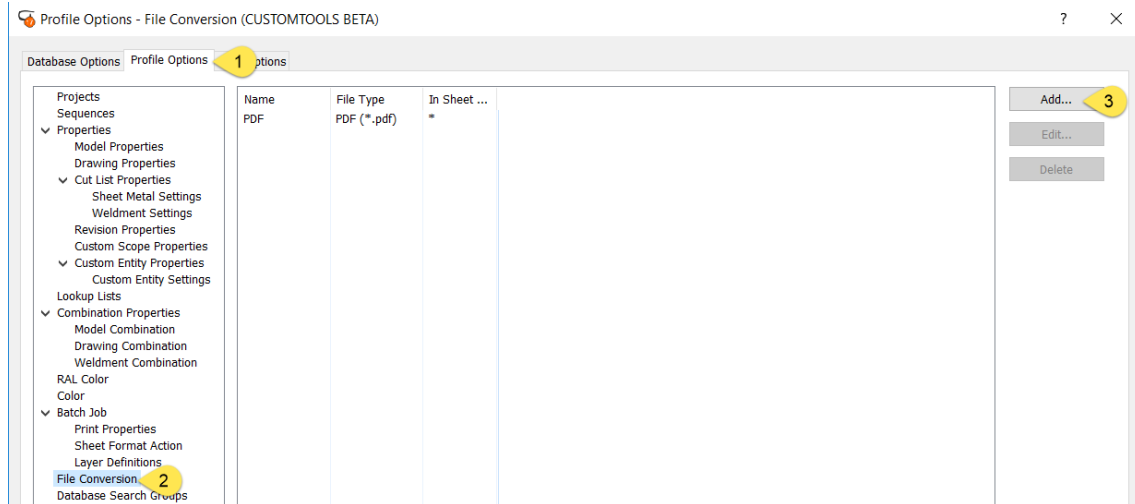 Profile Options - File Conversion (CUSTOMTOOLS BETA)
? ×
Database Options Profile Options 1 ptions
Projects
Sequences
Properties
Model Properties
Drawing Properties
Cut List Properties
Sheet Metal Settings
Weldment Settings
Revision Properties
Custom Scope Properties
Custom Entity Properties
Custom Entity Settings
Lookup Lists
Combination Properties
Model Combination
Drawing Combination
Weldment Combination
RAL Color
Color
Batch Job
Print Properties
Sheet Format Action
Layer Definitions
File Conversion 2
Database Search Groups
Name File Type In Sheet ...
PDF PDF (*.pdf) *
Add... 3
Edit...
Delete